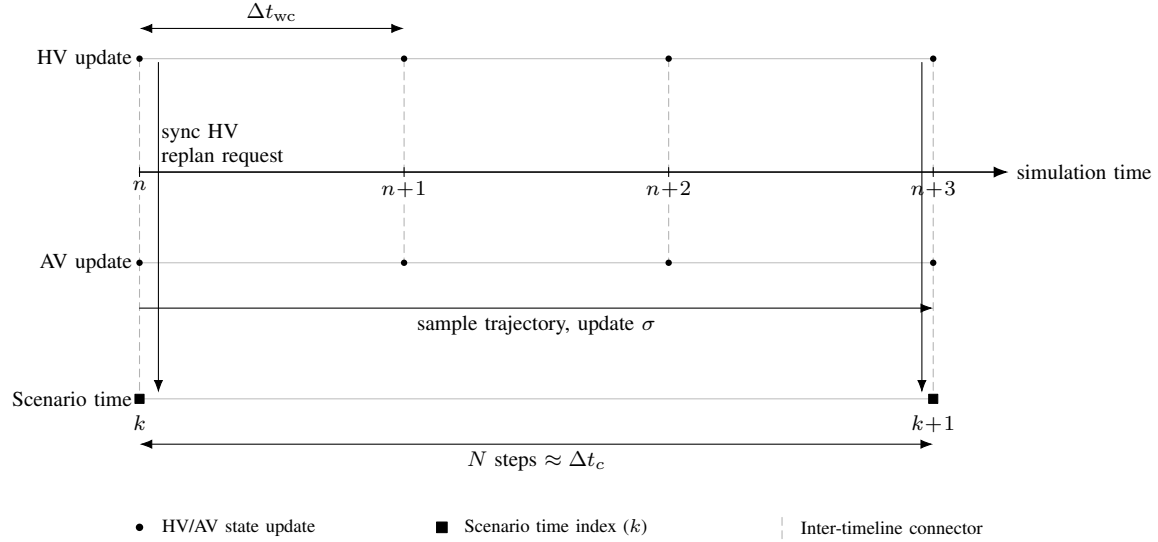 Δt_wc
HV update
sync HV
replan request
n
n+1
n+2
n+3
simulation time
AV update
sample trajectory, update σ
Scenario time
k
k+1
N steps ≈ Δt_c
HV/AV state update
Scenario time index (k)
Inter-timeline connector